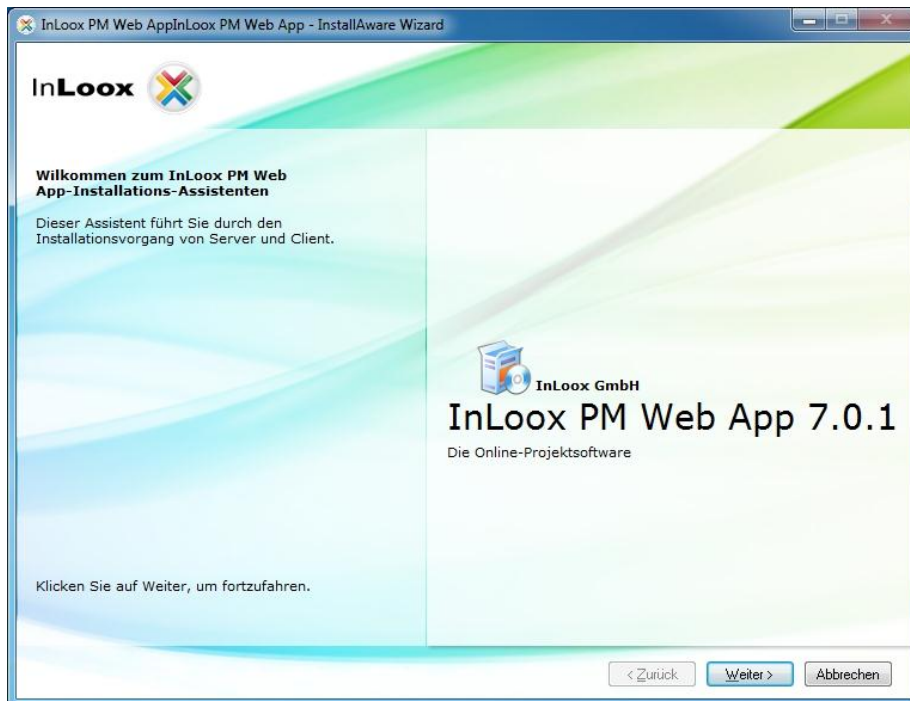 InLoox PM Web AppInLoox PM Web App - InstallAware Wizard
InLoox
Wilkommen zum InLoox PM Web
App-Installations-Assistenten
Dieser Assistent führt Sie durch den
Installationsvorgang von Server und Client.
InLoox GmbH
InLoox PM Web App 7.0.1
Die Online-Projektsoftware
Klicken Sie auf Weiter, um fortzufahren.
< Zurück
Weiter >
Abbrechen